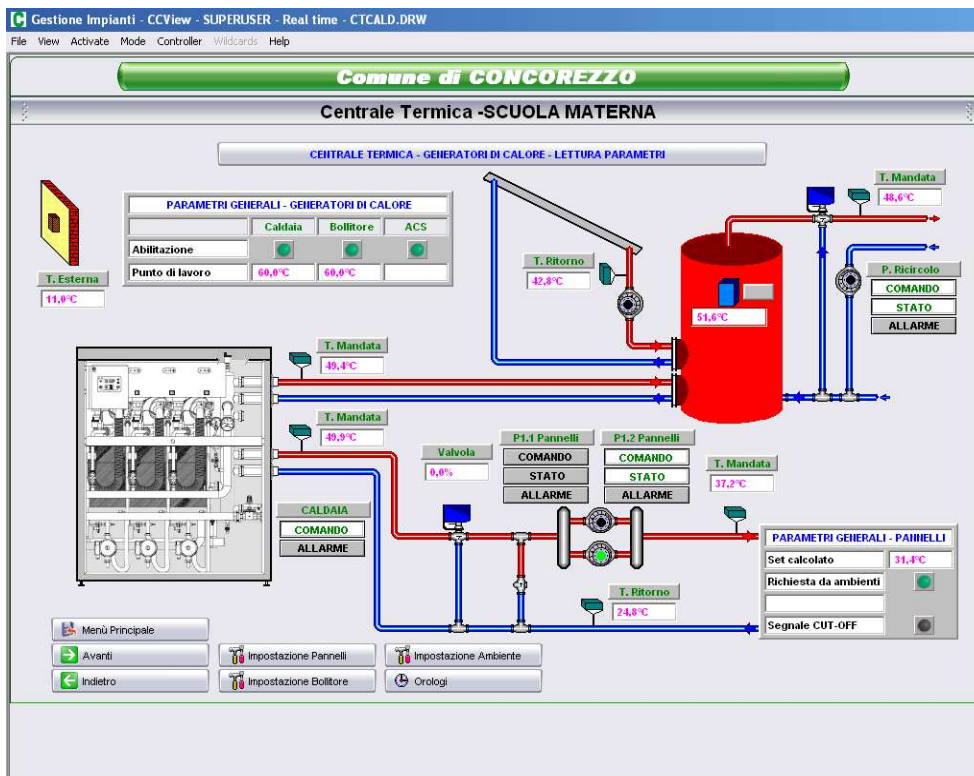 Gestione Impianti - CCView - SUPERUSER - Real time - CTCALD.DRW
File View Activate Mode Controller Wildcards Help
Comune di CONCOREZZO
Centrale Termica -SCUOLA MATERNA
CENTRALE TERMICA - GENERATORI DI CALORE - LETTURA PARAMETRI
PARAMETRI GENERALI - GENERATORI DI CALORE
Caldaia Bollitore ACS
Abilitazione
Punto di lavoro 60,0°C 60,0°C
T. Esterna
11,0°C
T. Mandata
48,6°C
T. Ritorno
42,8°C
P. Ricircolo
COMANDO
STATO
ALLARME
51,6°C
T. Mandata
49,4°C
T. Mandata
49,9°C
Valvola
0,0%
P1.1 Pannelli
COMANDO
STATO
ALLARME
P1.2 Pannelli
COMANDO
STATO
ALLARME
T. Mandata
37,2°C
CALDAIA
COMANDO
ALLARME
PARAMETRI GENERALI - PANNELLI
Set calcolato 31,4°C
Richiesta da ambienti
Segnale CUT-OFF
T. Ritorno
24,8°C
Menù Principale
Avanti
Impostazione Pannelli
Impostazione Ambiente
Indietro
Impostazione Bollitore
Orologi